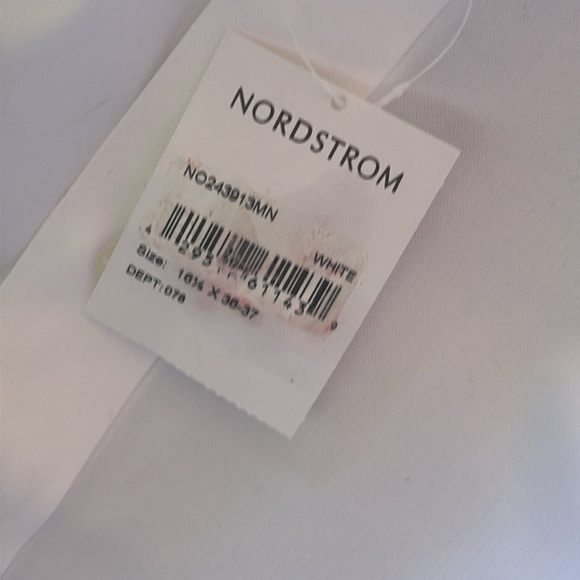 NORDSTROM
NO243913MN
WHITE
Size: 16½ X 36-37
DEPT: 078